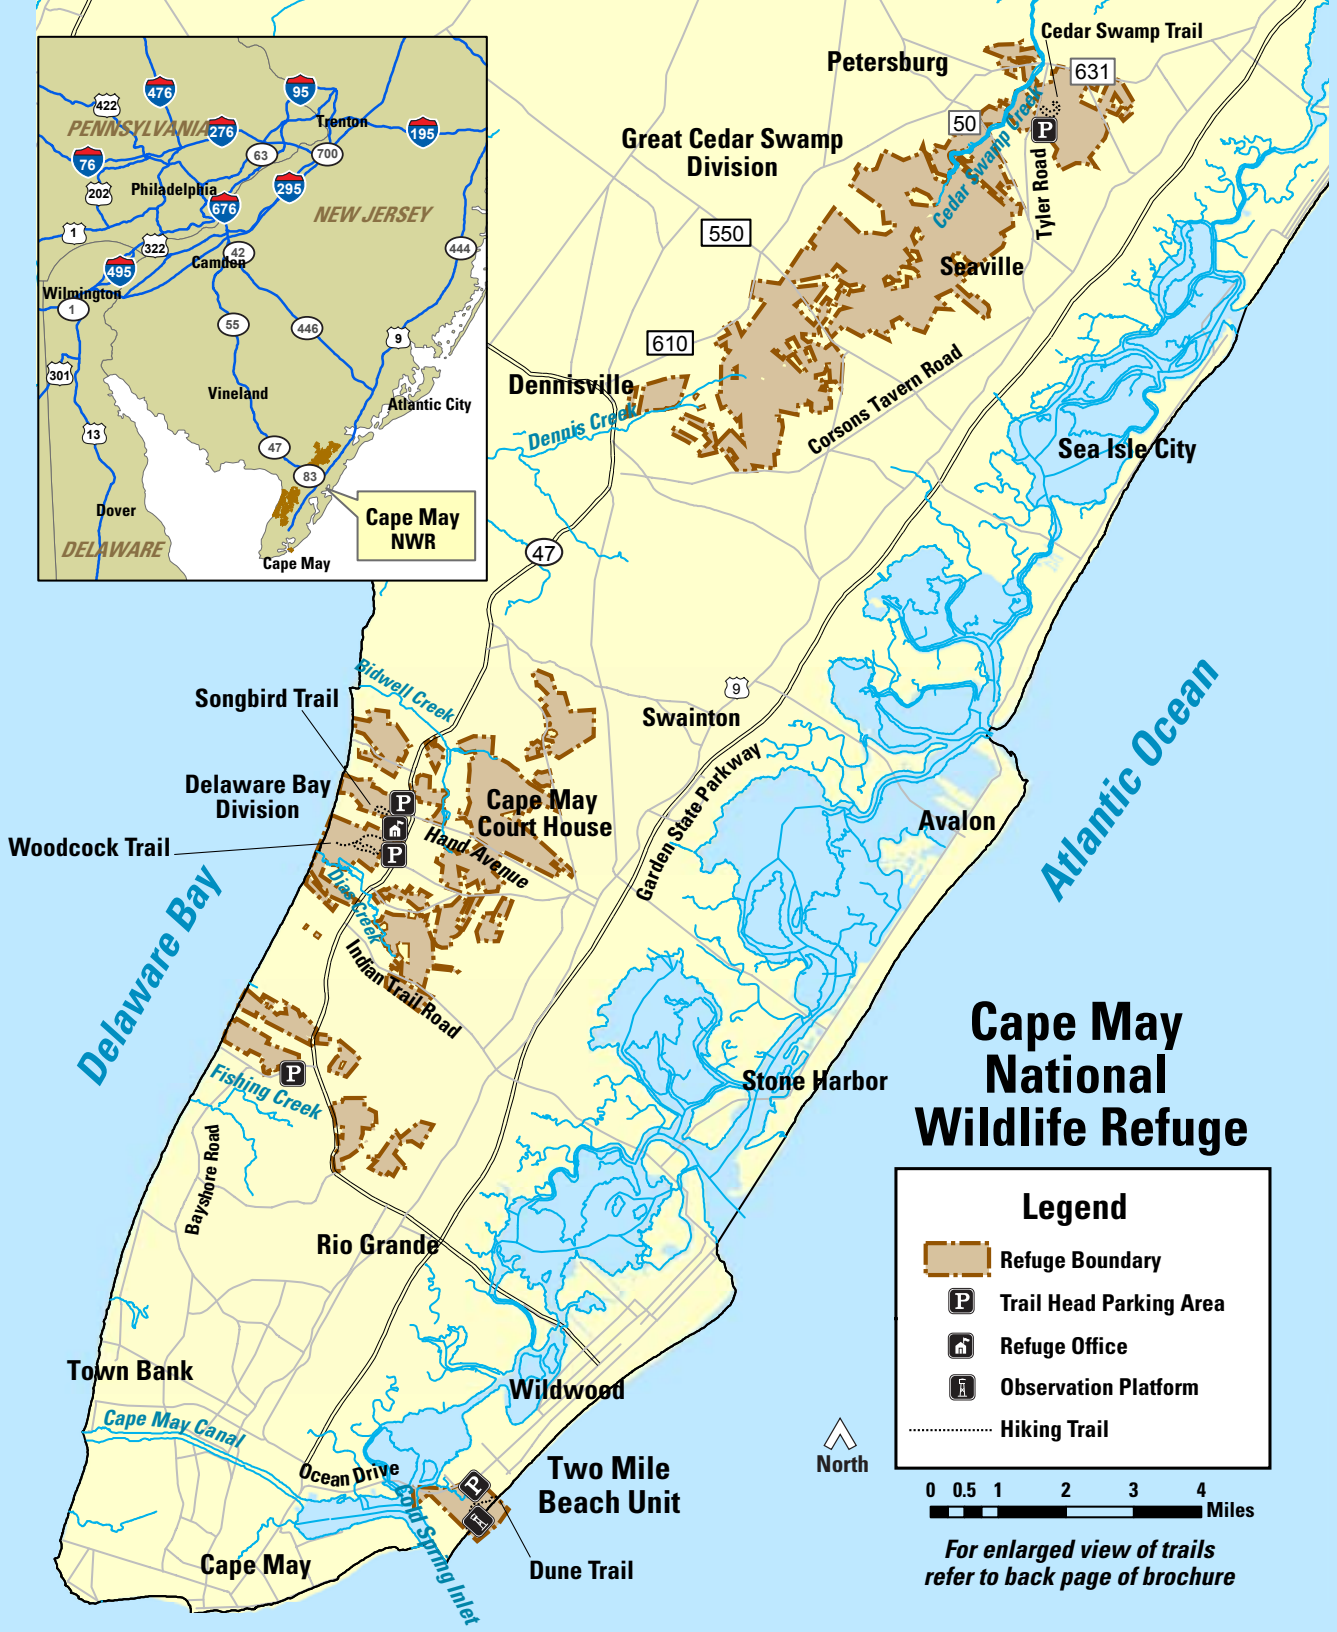 Cedar Swamp Trail
Petersburg
631
50
Great Cedar Swamp
Division
Cedar Swamp Creek
Tyler Road
550
Seaville
610
Dennisville
Dennis Creek
Corsons Tavern Road
Sea Isle City
47
422
476
95
PENNSYLVANIA
276
Trenton
195
76
63
700
202
Philadelphia
295
676
NEW JERSEY
1
322
42
444
Camden
495
Wilmington
1
55
446
9
301
Vineland
Atlantic City
13
47
83
Dover
Cape May
NWR
DELAWARE
Cape May
Bidwell Creek
Songbird Trail
9
Swainton
Atlantic Ocean
Delaware Bay
Division
Cape May
Court House
Garden State Parkway
Avalon
Woodcock Trail
Hand Avenue
Dias Creek
Delaware Bay
Indian Trail Road
Cape May
National
Wildlife Refuge
Fishing Creek
Stone Harbor
Bayshore Road
Rio Grande
Town Bank
Wildwood
Cape May Canal
Ocean Drive
Two Mile
Beach Unit
Cold Spring Inlet
Cape May
Dune Trail
North
Legend
Refuge Boundary
P Trail Head Parking Area
Refuge Office
Observation Platform
Hiking Trail
0 0.5 1 2 3 4
Miles
For enlarged view of trails
refer to back page of brochure
P
P
P
P
P